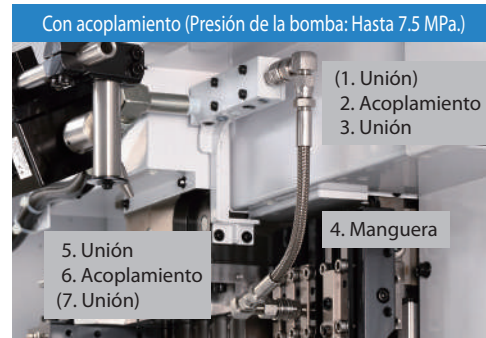 Con acoplamiento (Presión de la bomba: Hasta 7.5 MPa.)
(1. Unión)
2. Acoplamiento
3. Unión
4. Manguera
5. Unión
6. Acoplamiento
(7. Unión)